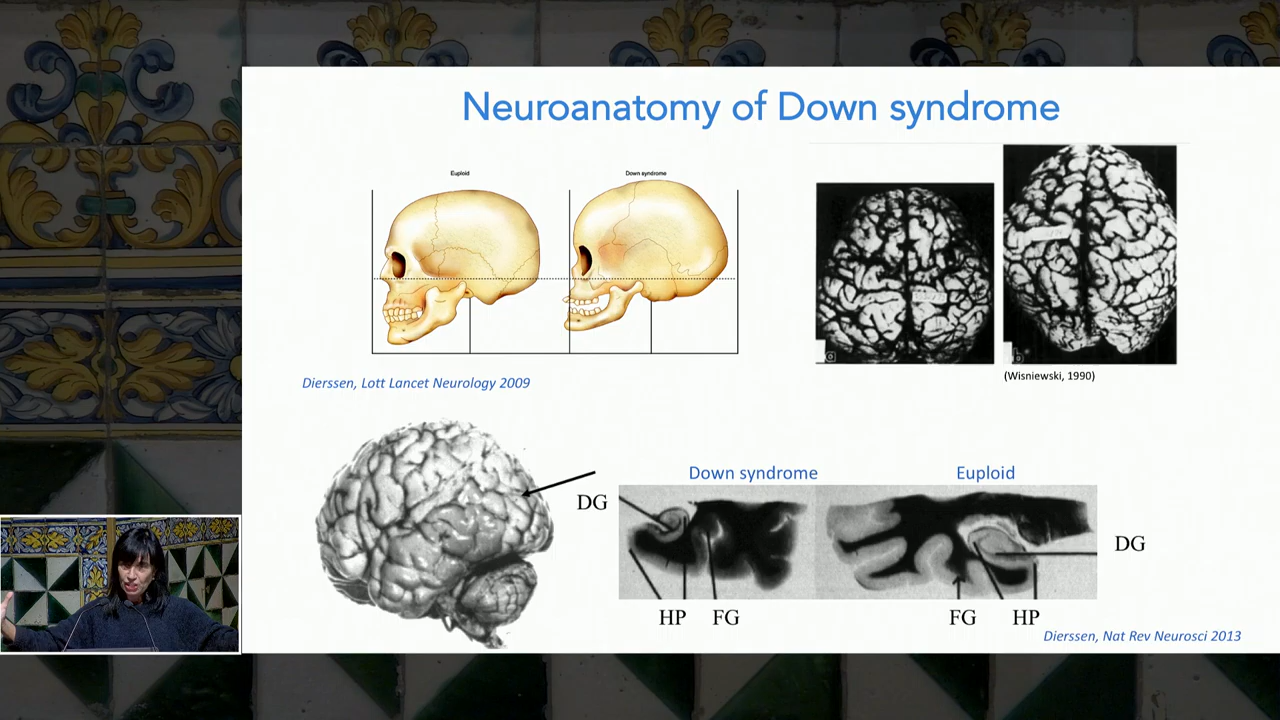 Neuroanatomy of Down syndrome
Euploid
Down syndrome
Dierssen, Lott Lancet Neurology 2009
a
b
(Wisniewski, 1990)
Down syndrome
Euploid
DG
DG
HP
FG
FG
HP
Dierssen, Nat Rev Neurosci 2013